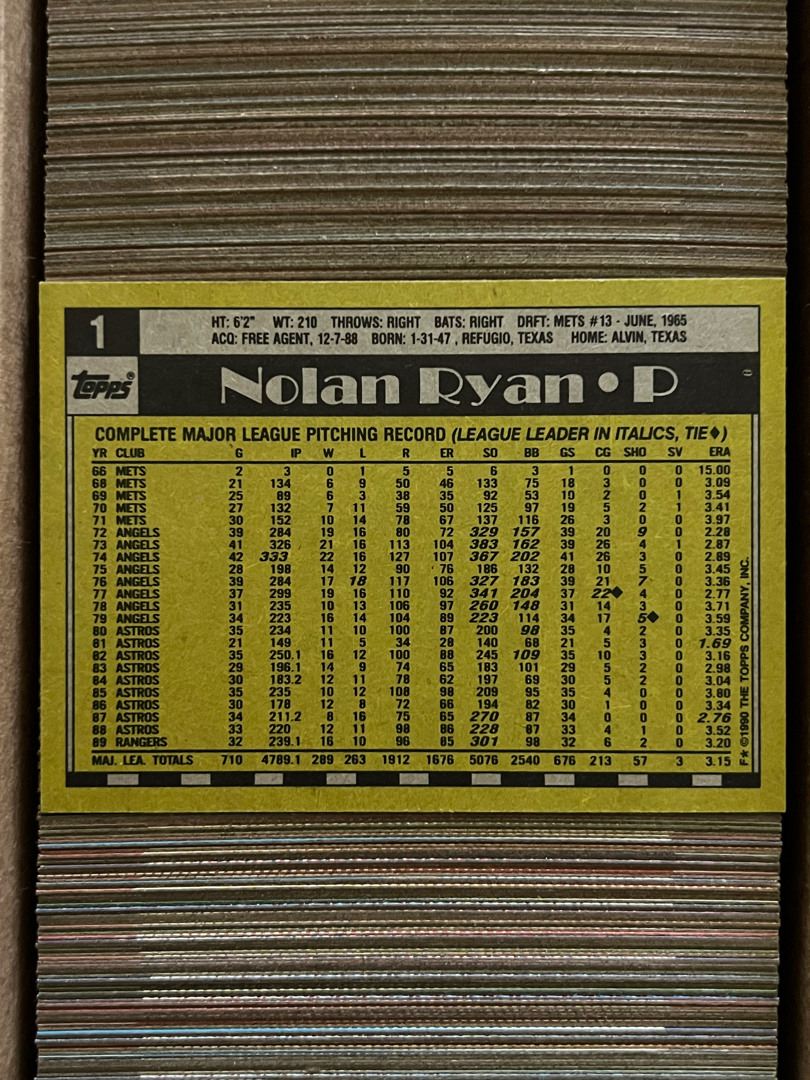 1
HT: 6'2" WT: 210 THROWS: RIGHT BATS: RIGHT DRFT: METS #13 - JUNE, 1965
ACQ: FREE AGENT, 12-7-88 BORN: 1-31-47 , REFUGIO, TEXAS HOME: ALVIN, TEXAS
topps®
Nolan Ryan • P
COMPLETE MAJOR LEAGUE PITCHING RECORD (LEAGUE LEADER IN ITALICS, TIE♦)
YR CLUB G IP W L R ER SO BB GS CG SHO SV ERA
66 METS 2 3 0 1 5 5 6 3 1 0 0 0 15.00
68 METS 21 134 6 9 50 46 133 75 18 3 0 0 3.09
69 METS 25 89 6 3 38 35 92 53 10 2 0 1 3.54
70 METS 27 132 7 11 59 50 125 97 19 5 2 1 3.41
71 METS 30 152 10 14 78 67 137 116 26 3 0 0 3.97
72 ANGELS 39 284 19 16 80 72 329 157 39 20 9 0 2.28
73 ANGELS 41 326 21 16 113 104 383 162 39 26 4 1 2.87
74 ANGELS 42 333 22 16 127 107 367 202 41 26 3 0 2.89
75 ANGELS 28 198 14 12 90 76 186 132 28 10 5 0 3.45
76 ANGELS 39 284 17 18 117 106 327 183 39 21 7 0 3.36
77 ANGELS 37 299 19 16 110 92 341 204 37 22♦ 4 0 2.77
78 ANGELS 31 235 10 13 106 97 260 148 31 14 3 0 3.71
79 ANGELS 34 223 16 14 104 89 223 114 34 17 5♦ 0 3.59
80 ASTROS 35 234 11 10 100 87 200 98 35 4 2 0 3.35
81 ASTROS 21 149 11 5 34 28 140 68 21 5 3 0 1.69
82 ASTROS 35 250.1 16 12 100 88 245 109 35 10 3 0 3.16
83 ASTROS 29 196.1 14 9 74 65 183 101 29 5 2 0 2.98
84 ASTROS 30 183.2 12 11 78 62 197 69 30 5 2 0 3.04
85 ASTROS 35 235 10 12 108 98 209 95 35 4 0 0 3.80
86 ASTROS 30 178 12 8 72 66 194 82 30 1 0 0 3.34
87 ASTROS 34 211.2 8 16 75 65 270 87 34 0 0 0 2.76
88 ASTROS 33 220 12 11 98 86 228 87 33 4 1 0 3.52
89 RANGERS 32 239.1 16 10 96 85 301 98 32 6 2 0 3.20
MAJ. LEA. TOTALS 710 4789.1 289 263 1912 1676 5076 2540 676 213 57 3 3.15
F★ ©1990 THE TOPPS COMPANY, INC.